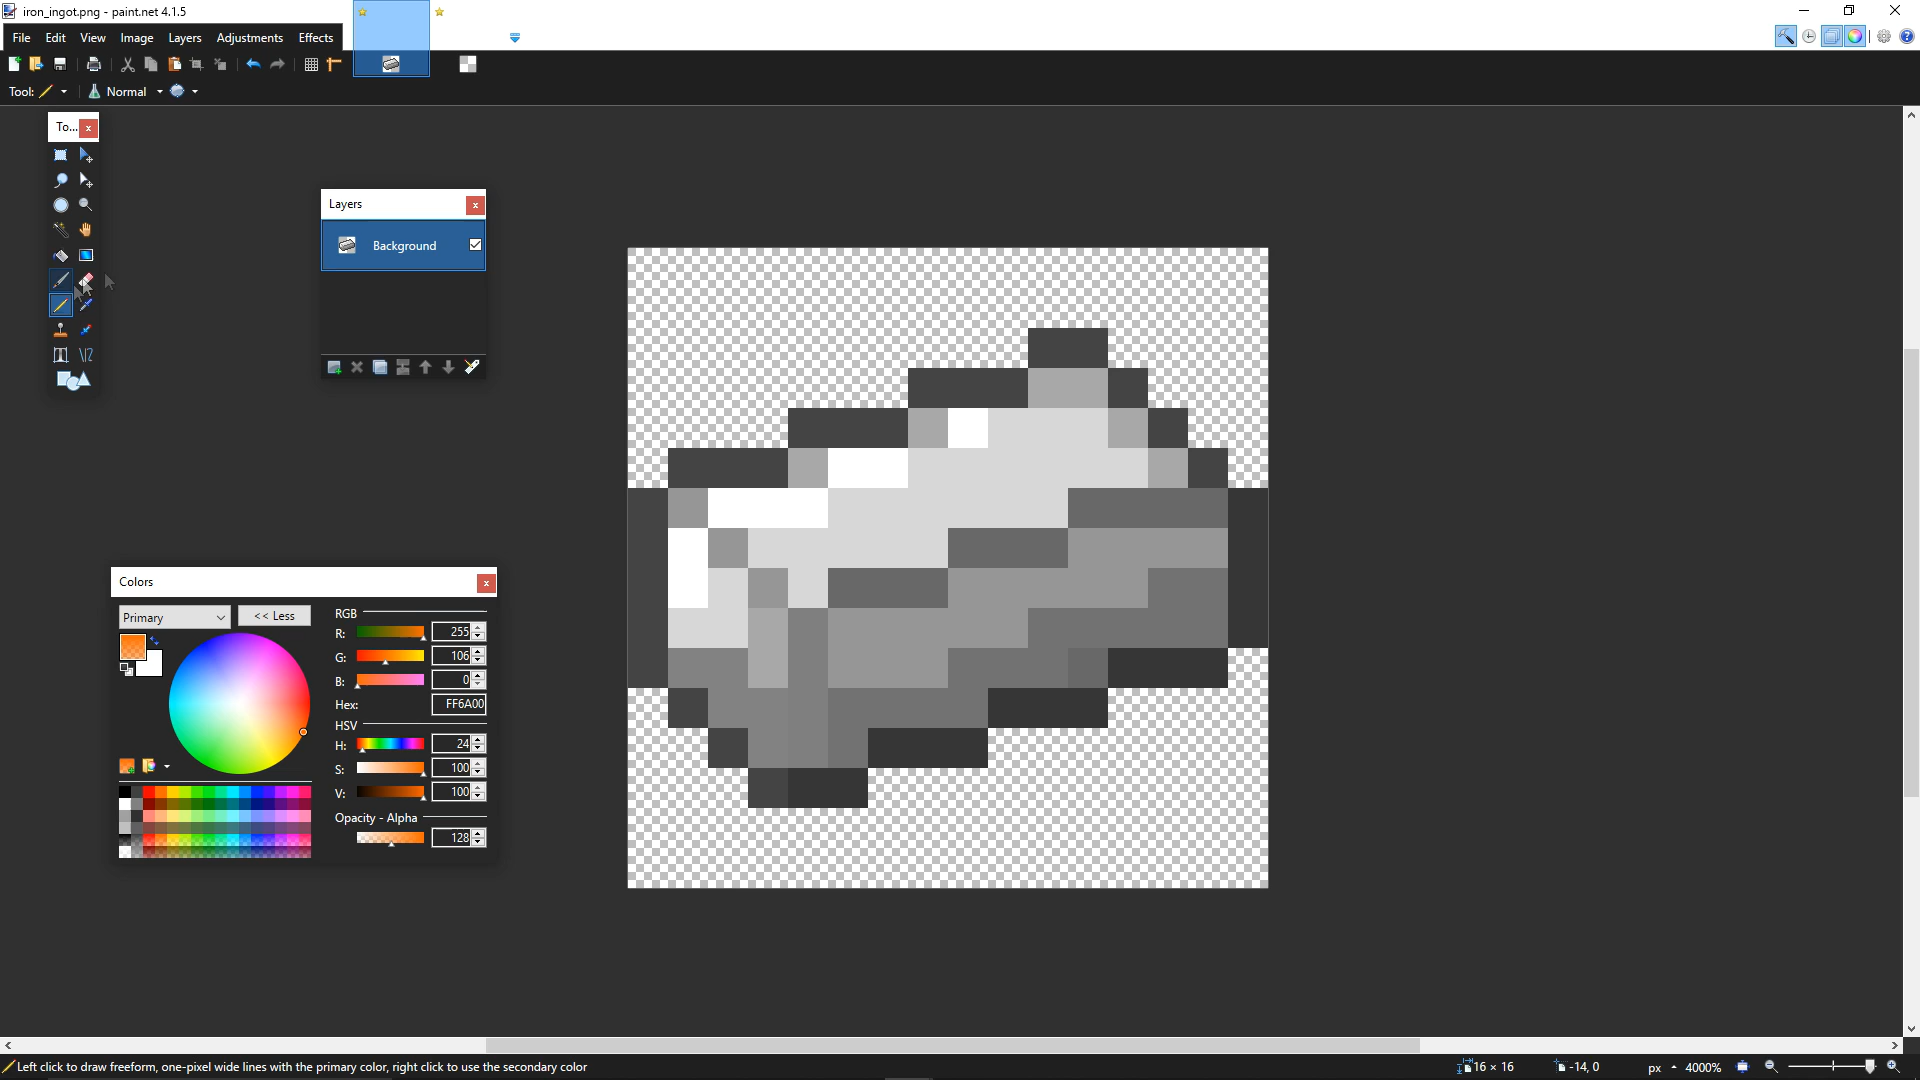 iron_ingot.png - paint.net 4.1.5
File Edit View Image Layers Adjustments Effects
Tool: Normal
To...
Layers
Background
Colors
Primary
<< Less
RGB
R: 255
G: 106
B: 0
Hex: FF6A00
HSV
H: 24
S: 100
V: 100
Opacity - Alpha
128
Left click to draw freeform, one-pixel wide lines with the primary color, right click to use the secondary color
16 × 16
-14, 0
px
4000%